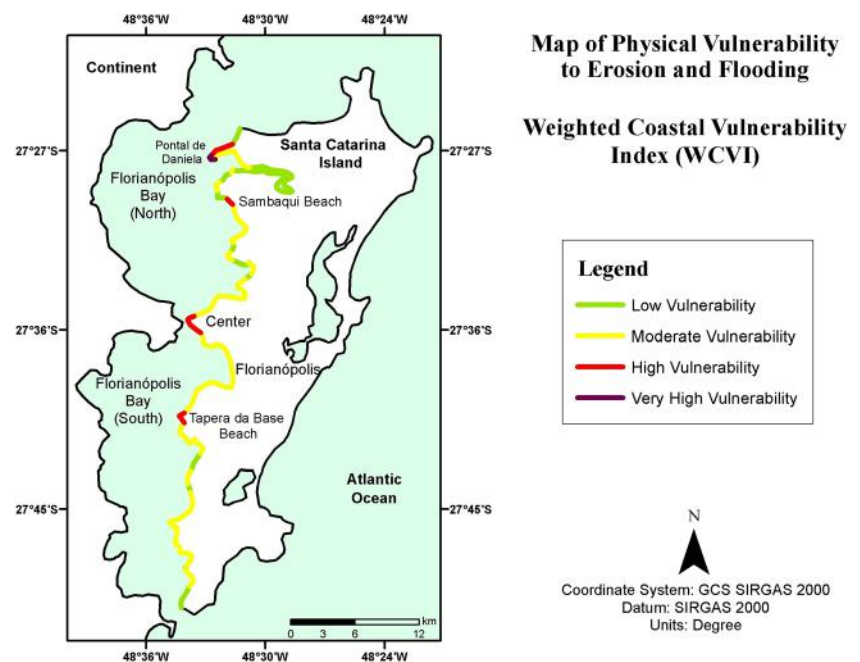 48°36'W 48°30'W 48°24'W
Continent
Pontal de
Daniela
Santa Catarina
Island
27°27'S
27°27'S
Florianópolis
Bay
(North)
Sambaqui Beach
27°36'S
Center
27°36'S
Florianópolis
Florianópolis
Bay
(South)
Tapera da Base
Beach
Atlantic
Ocean
27°45'S
27°45'S
km
0 3 6 12
48°36'W 48°30'W 48°24'W
Map of Physical Vulnerability
to Erosion and Flooding
Weighted Coastal Vulnerability
Index (WCVI)
Legend
Low Vulnerability
Moderate Vulnerability
High Vulnerability
Very High Vulnerability
N
Coordinate System: GCS SIRGAS 2000
Datum: SIRGAS 2000
Units: Degree